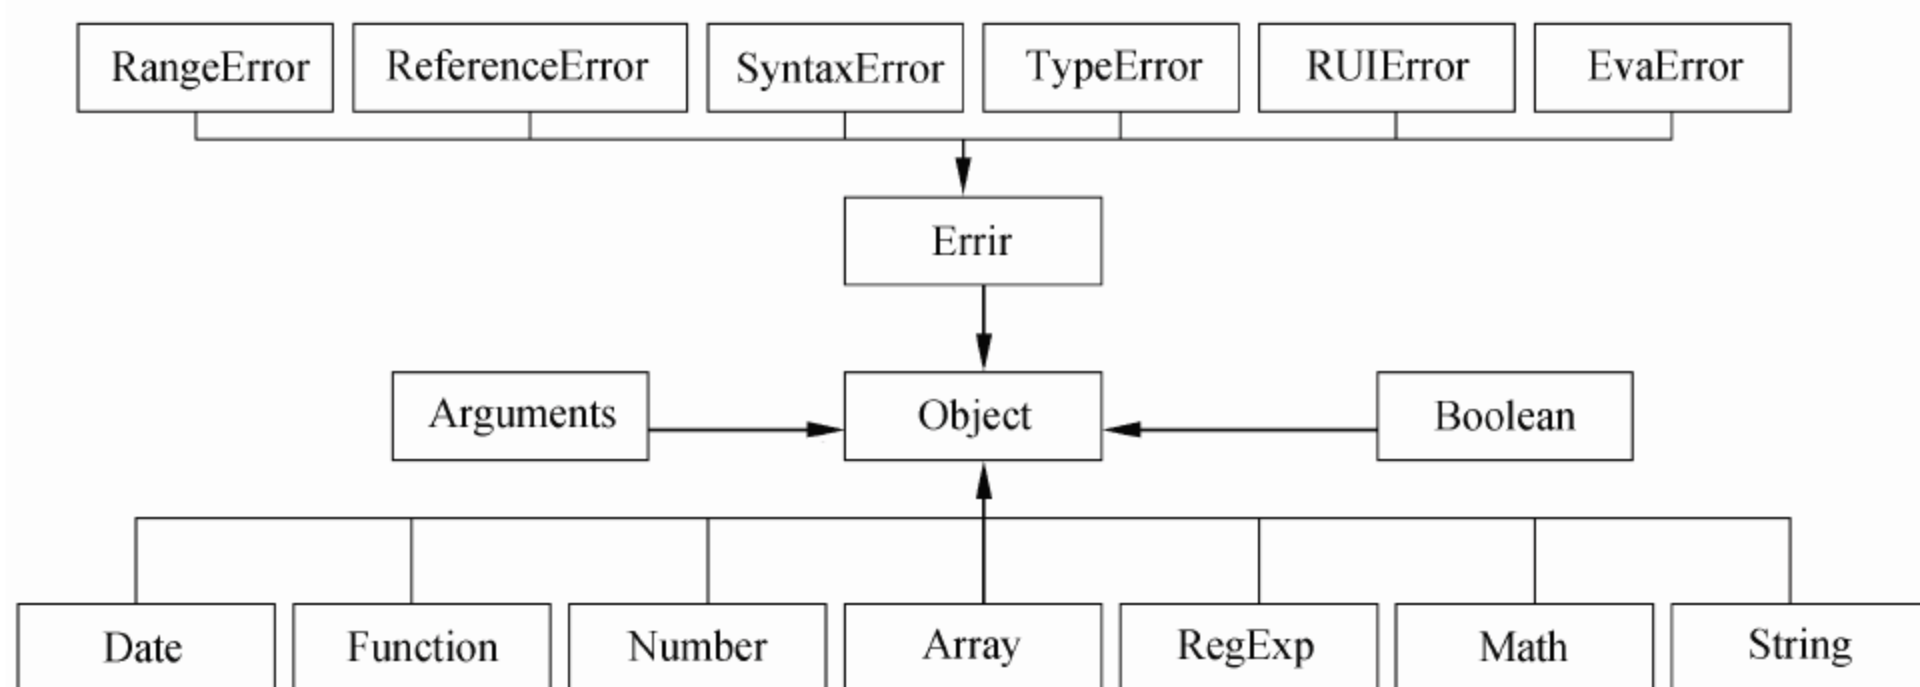 RangeError ReferenceError SyntaxError TypeError RUIError EvaError
Errir
Arguments Object Boolean
Date Function Number Array RegExp Math String